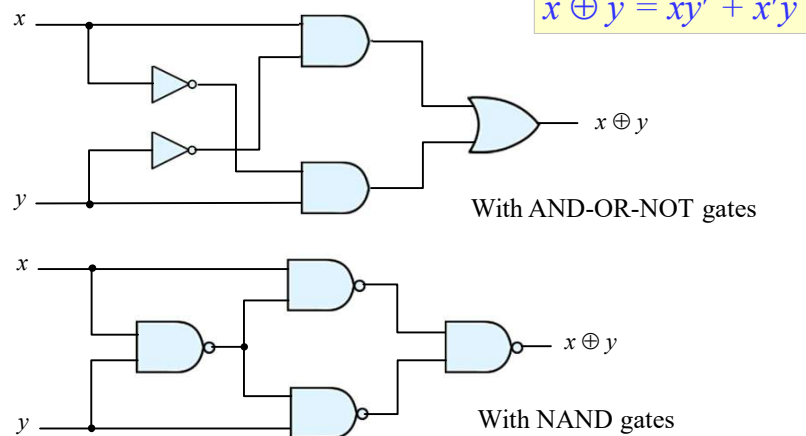 x ⊕ y = xy' + x'y
x
x ⊕ y
y
With AND-OR-NOT gates
x
x ⊕ y
y
With NAND gates